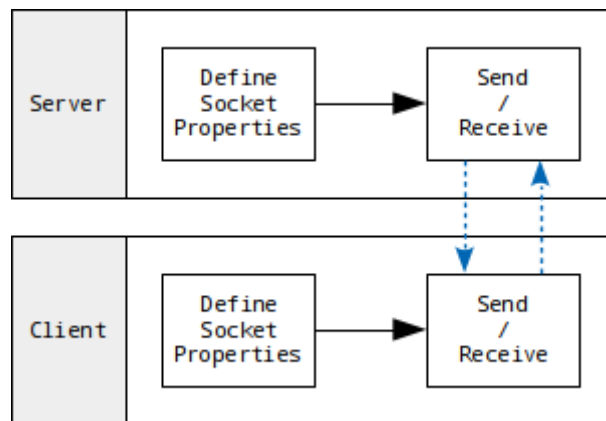 Server
Define
Socket
Properties
Send
/
Receive
Client
Define
Socket
Properties
Send
/
Receive